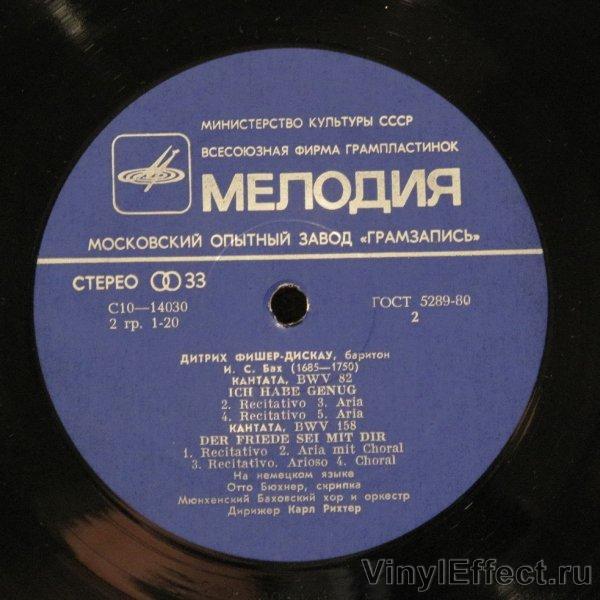 МИНИСТЕРСТВО КУЛЬТУРЫ СССР
ВСЕСОЮЗНАЯ ФИРМА ГРАМПЛАСТИНОК
МЕЛОДИЯ
МОСКОВСКИЙ ОПЫТНЫЙ ЗАВОД «ГРАМЗАПИСЬ»
СТЕРЕО 33
С10—14030
2 гр. 1-20
ГОСТ 5289-80
2
ДИТРИХ ФИШЕР-ДИСКАУ, баритон
И. С. Бах (1685—1750)
КАНТАТА, BWV 82
ICH HABE GENUG
2. Recitativo 3. Aria
4. Recitativo 5. Aria
КАНТАТА, BWV 158
DER FRIEDE SEI MIT DIR
1. Recitativo 2. Aria mit Choral
3. Recitativo. Arioso 4. Choral
На немецком языке
Отто Бюхнер, скрипка
Мюнхенский Баховский хор и оркестр
Дирижер Карл Рихтер
VinylEffect.ru